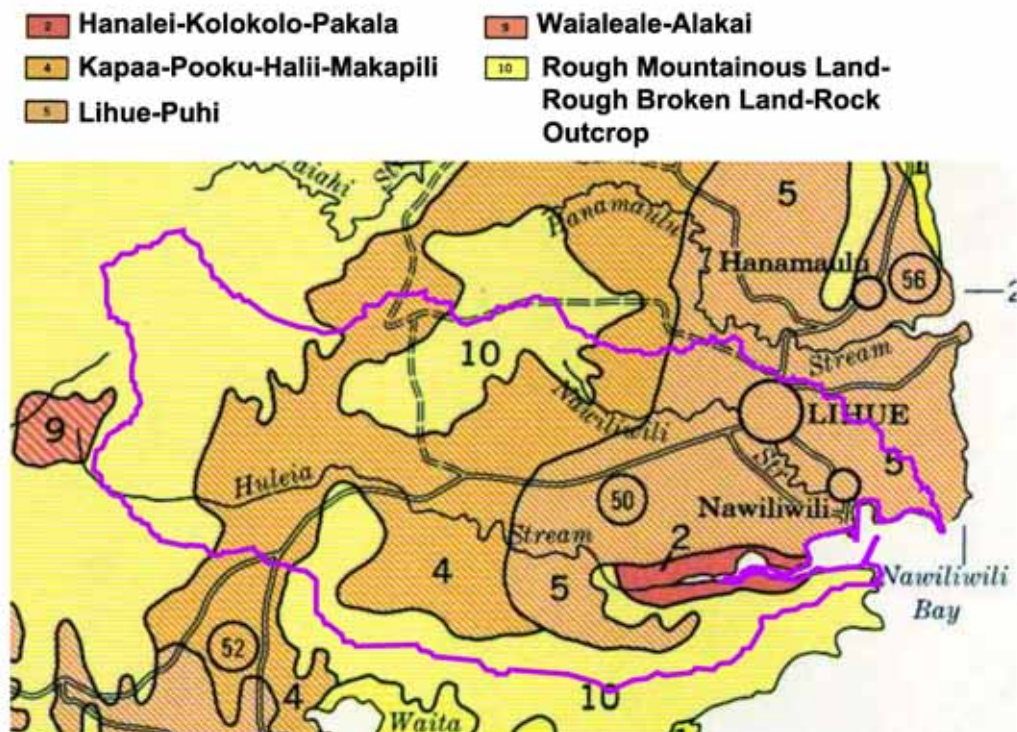 2 Hanalei-Kolokolo-Pakala
4 Kapaa-Pooku-Halii-Makapili
5 Lihue-Puhi
9 Waialeale-Alakai
10 Rough Mountainous Land-
Rough Broken Land-Rock
Outcrop
Hanamaulu
5
Hanamaulu
56
2
10
Stream
LIHUE
Nawiliwili
9
Huleia
St
5
50
Nawiliwili
Stream
2
4
5
Nawiliwili
Bay
52
4
10
Waita